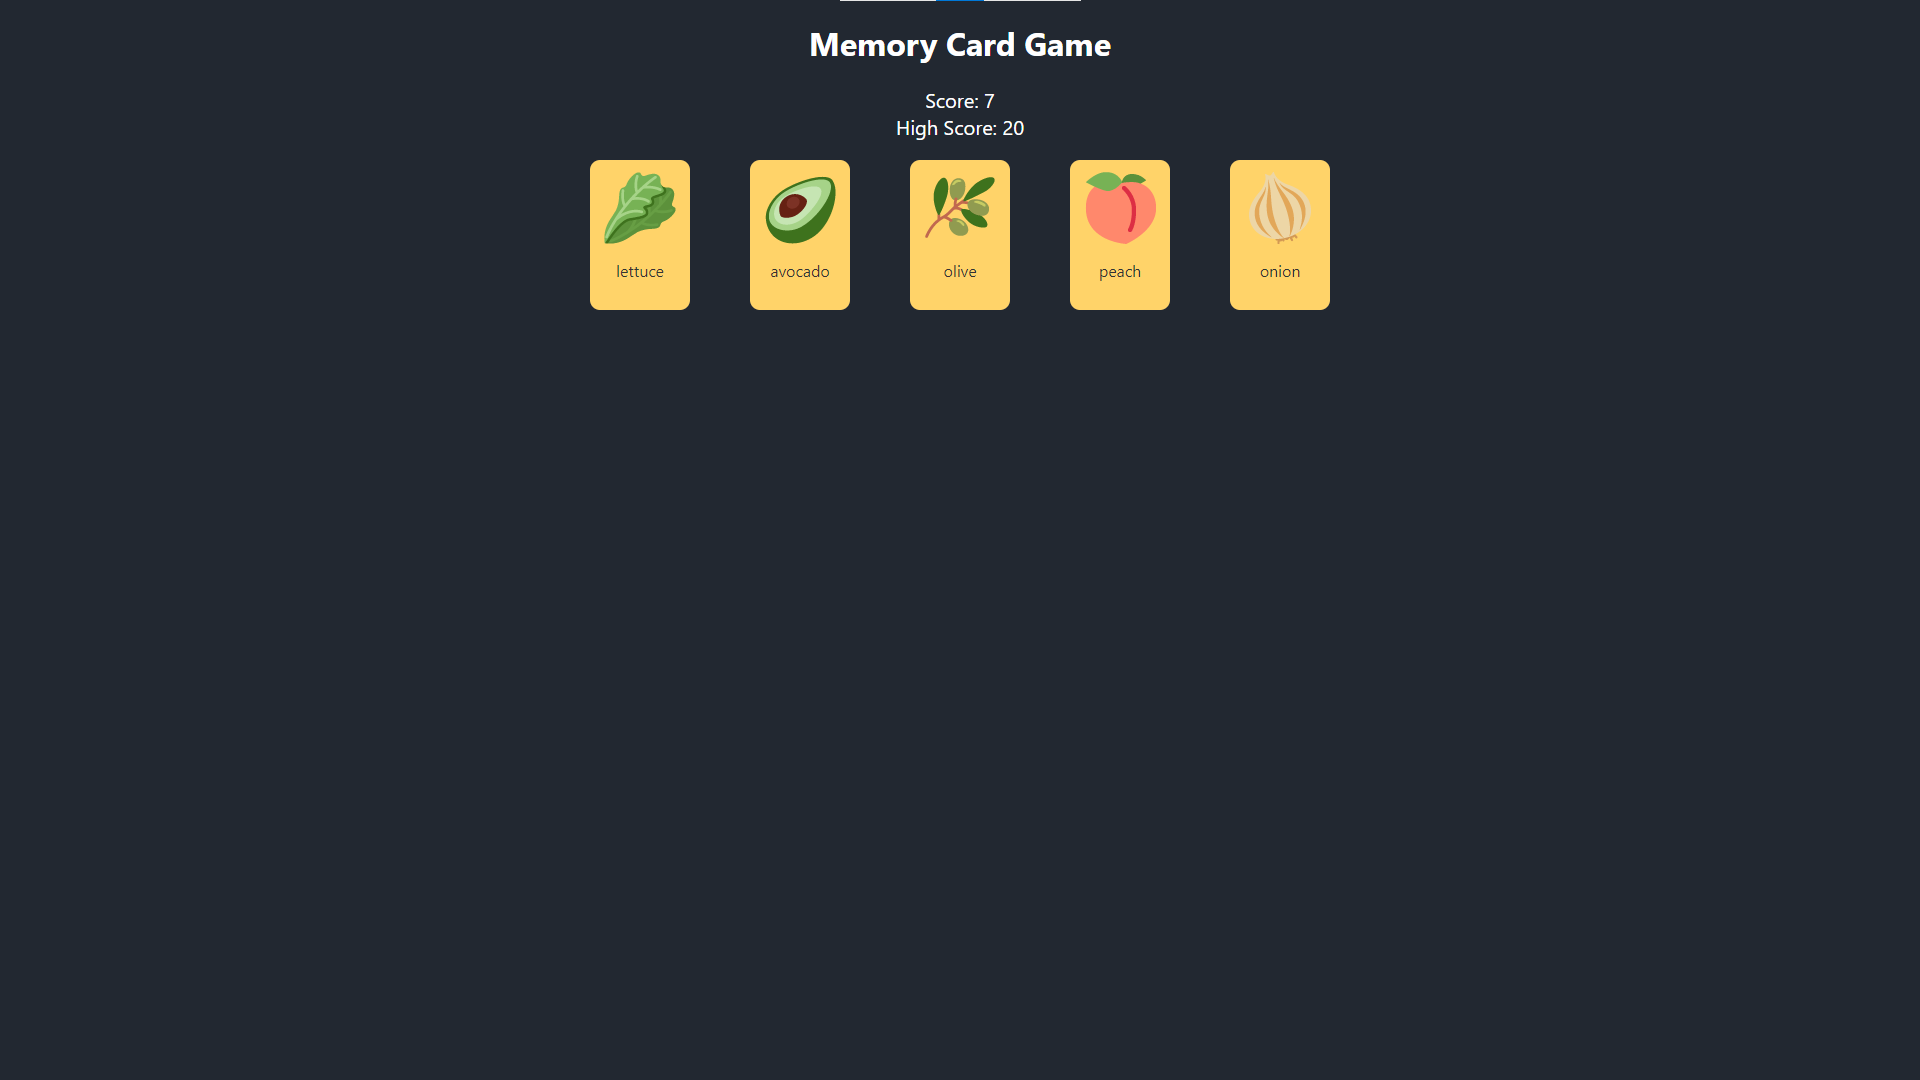 Memory Card Game
Score: 7
High Score: 20
lettuce
avocado
olive
peach
onion